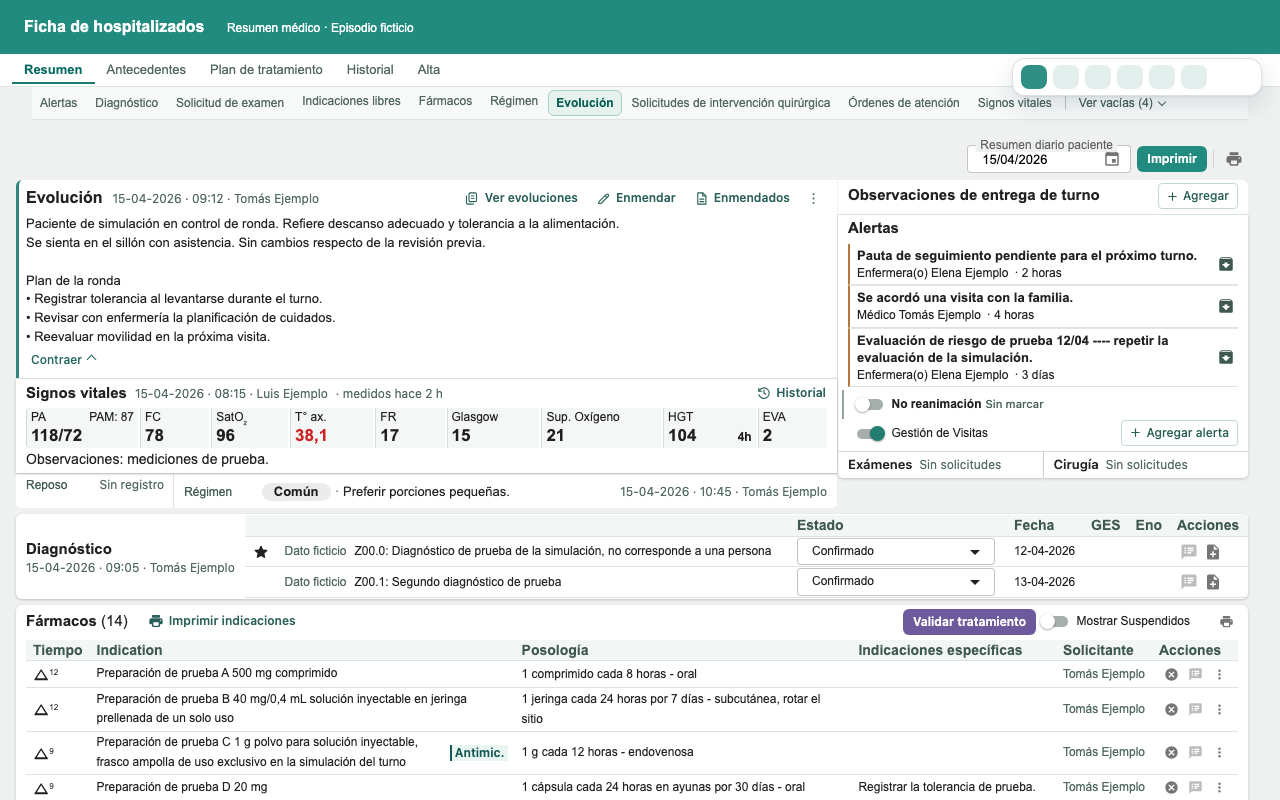 Ficha de hospitalizados
Resumen médico · Episodio ficticio
Resumen
Antecedentes
Plan de tratamiento
Historial
Alta
Alertas
Diagnóstico
Solicitud de examen
Indicaciones libres
Fármacos
Régimen
Evolución
Solicitudes de intervención quirúrgica
Órdenes de atención
Signos vitales
Ver vacías (4)
Resumen diario paciente
15/04/2026
Imprimir
Evolución 15-04-2026 · 09:12 · Tomás Ejemplo
Ver evoluciones
Enmendar
Enmendados
Paciente de simulación en control de ronda. Refiere descanso adecuado y tolerancia a la alimentación.
Se sienta en el sillón con asistencia. Sin cambios respecto de la revisión previa.
Plan de la ronda
• Registrar tolerancia al levantarse durante el turno.
• Revisar con enfermería la planificación de cuidados.
• Reevaluar movilidad en la próxima visita.
Contraer
Signos vitales 15-04-2026 · 08:15 · Luis Ejemplo · medidos hace 2 h
Historial
PA PAM: 87
118/72
FC
78
SatO2
96
T° ax.
38,1
FR
17
Glasgow
15
Sup. Oxígeno
21
HGT
104 4h
EVA
2
Observaciones: mediciones de prueba.
Reposo Sin registro
Régimen Común · Preferir porciones pequeñas. 15-04-2026 · 10:45 · Tomás Ejemplo
Observaciones de entrega de turno
Agregar
Alertas
Pauta de seguimiento pendiente para el próximo turno.
Enfermera(o) Elena Ejemplo · 2 horas
Se acordó una visita con la familia.
Médico Tomás Ejemplo · 4 horas
Evaluación de riesgo de prueba 12/04 ---- repetir la
evaluación de la simulación.
Enfermera(o) Elena Ejemplo · 3 días
No reanimación Sin marcar
Gestión de Visitas
Agregar alerta
Exámenes Sin solicitudes
Cirugía Sin solicitudes
Diagnóstico
15-04-2026 · 09:05 · Tomás Ejemplo
Estado Fecha GES Eno Acciones
Dato ficticio Z00.0: Diagnóstico de prueba de la simulación, no corresponde a una persona Confirmado 12-04-2026
Dato ficticio Z00.1: Segundo diagnóstico de prueba Confirmado 13-04-2026
Fármacos (14)
Imprimir indicaciones
Validar tratamiento
Mostrar Suspendidos
Tiempo Indication Posología Indicaciones específicas Solicitante Acciones
12 Preparación de prueba A 500 mg comprimido 1 comprimido cada 8 horas - oral Tomás Ejemplo
12 Preparación de prueba B 40 mg/0,4 mL solución inyectable en jeringa
prellenada de un solo uso
1 jeringa cada 24 horas por 7 días - subcutánea, rotar el
sitio
Tomás Ejemplo
9 Preparación de prueba C 1 g polvo para solución inyectable,
frasco ampolla de uso exclusivo en la simulación del turno
Antimic.
1 g cada 12 horas - endovenosa
Tomás Ejemplo
9 Preparación de prueba D 20 mg 1 cápsula cada 24 horas en ayunas por 30 días - oral Registrar la tolerancia de prueba. Tomás Ejemplo